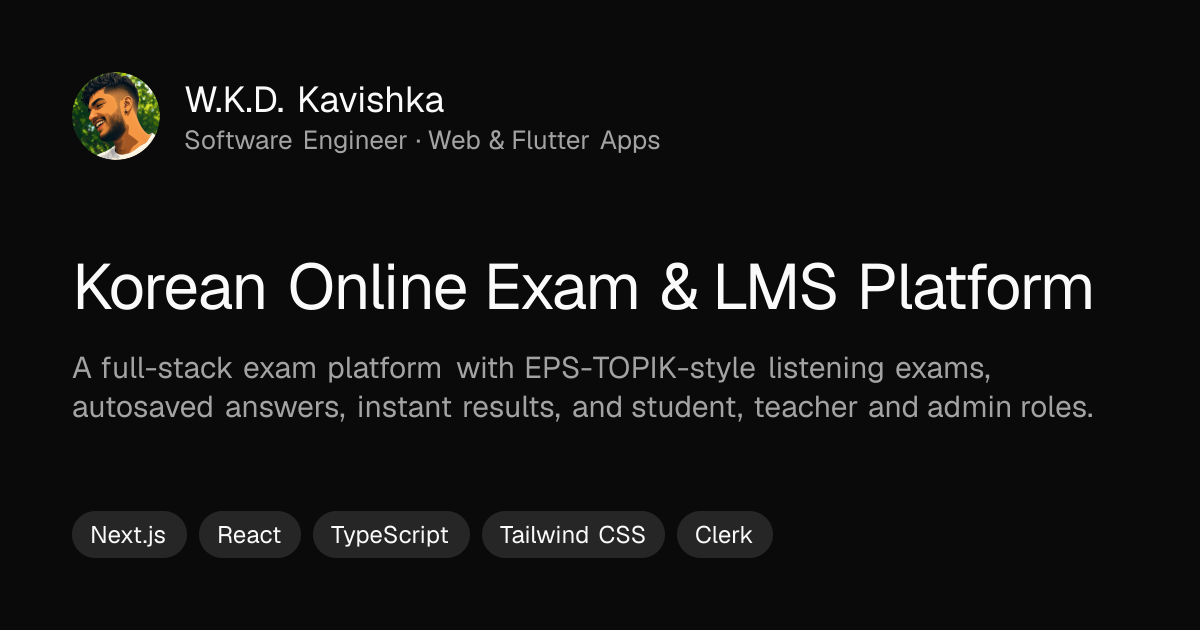 W.K.D. Kavishka
Software Engineer · Web & Flutter Apps
Korean Online Exam & LMS Platform
A full-stack exam platform with EPS-TOPIK-style listening exams,
autosaved answers, instant results, and student, teacher and admin roles.
Next.js
React
TypeScript
Tailwind CSS
Clerk